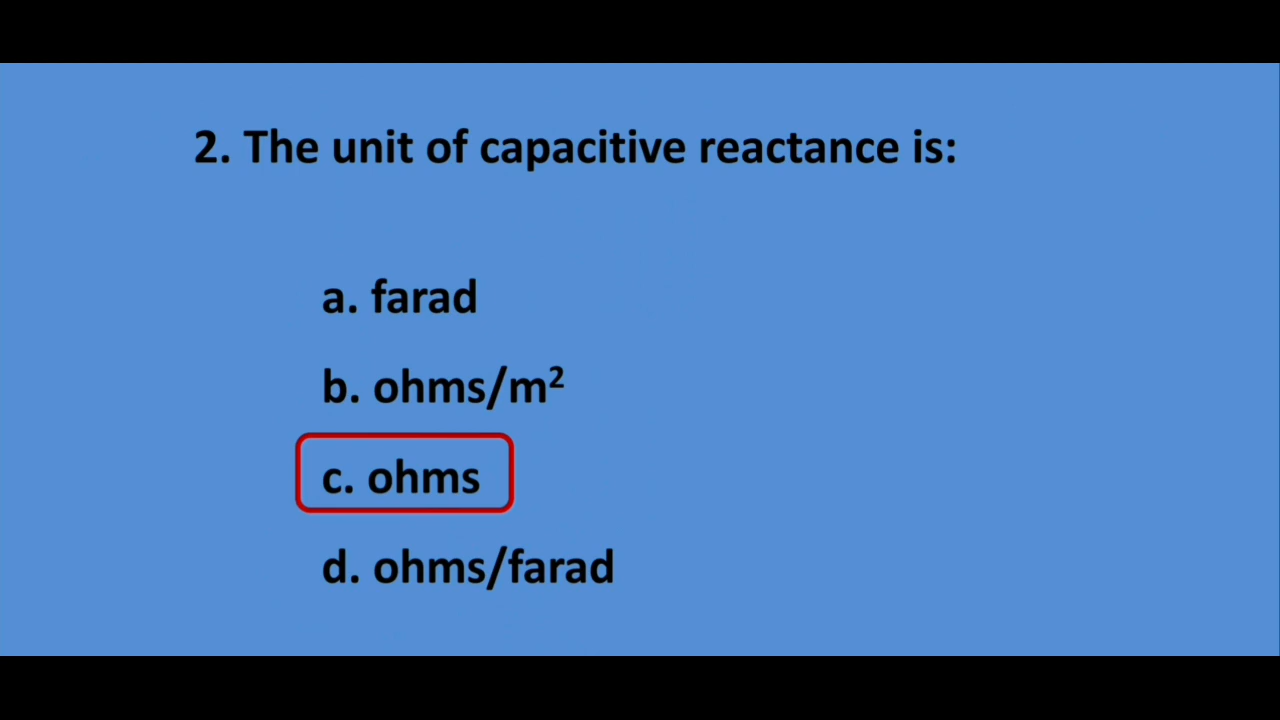 2. The unit of capacitive reactance is:
a. farad
b. ohms/m²
c. ohms
d. ohms/farad